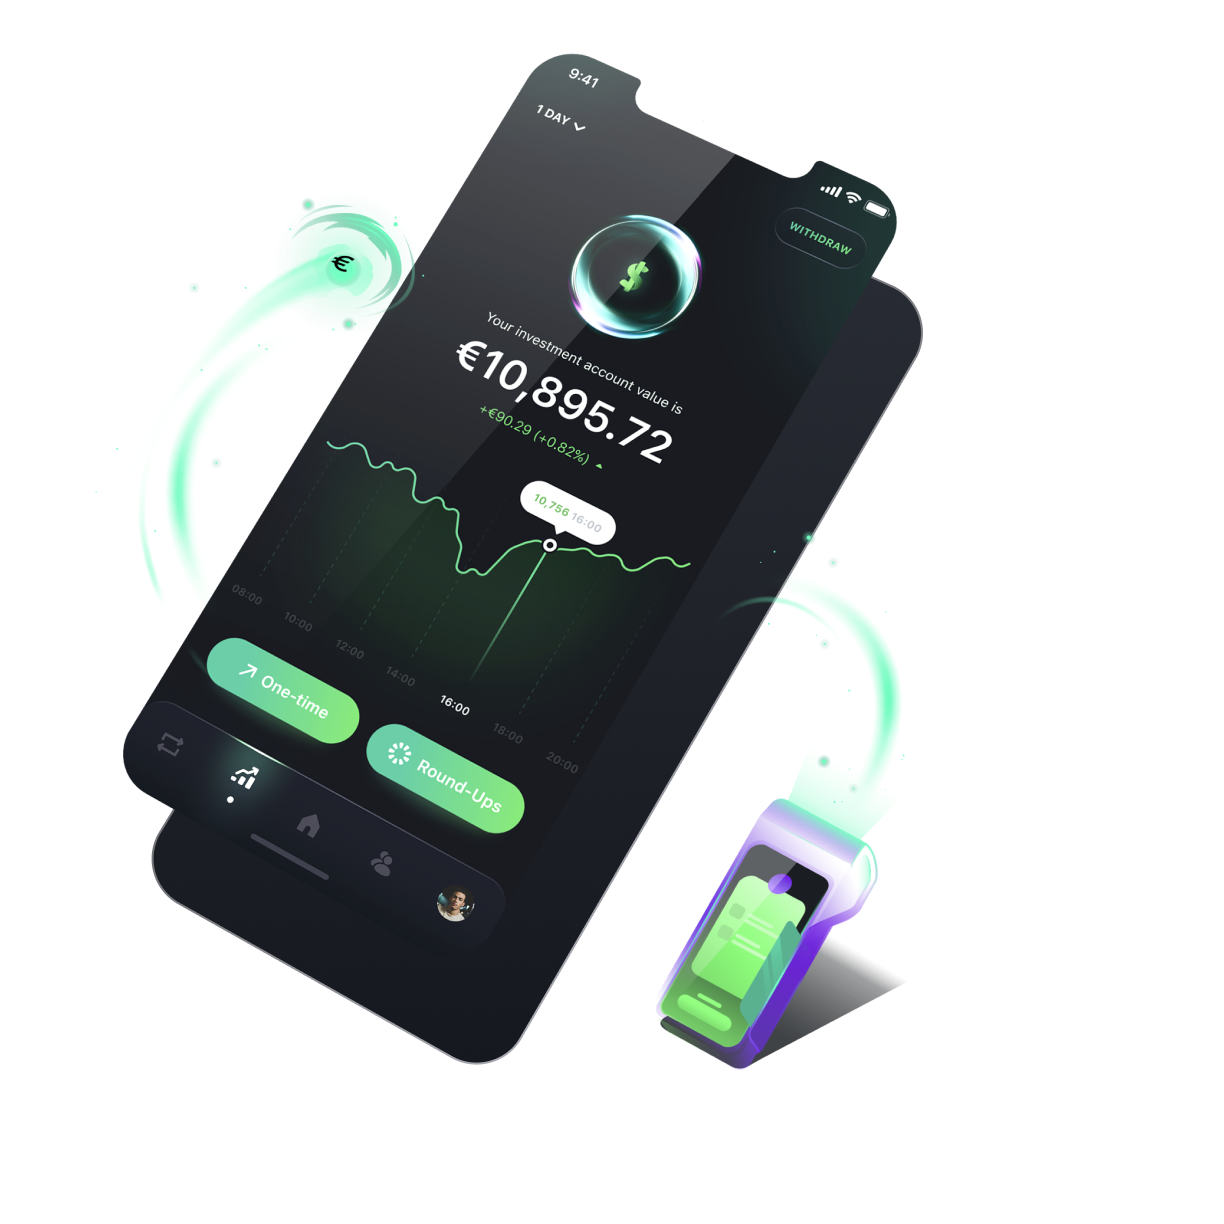 9:41
1 DAY
WITHDRAW
$
€
Your investment account value is
€10,895.72
+€90.29 (+0.82%)
10,756 16:00
08:00
10:00
12:00
14:00
16:00
18:00
20:00
One-time
Round-Ups